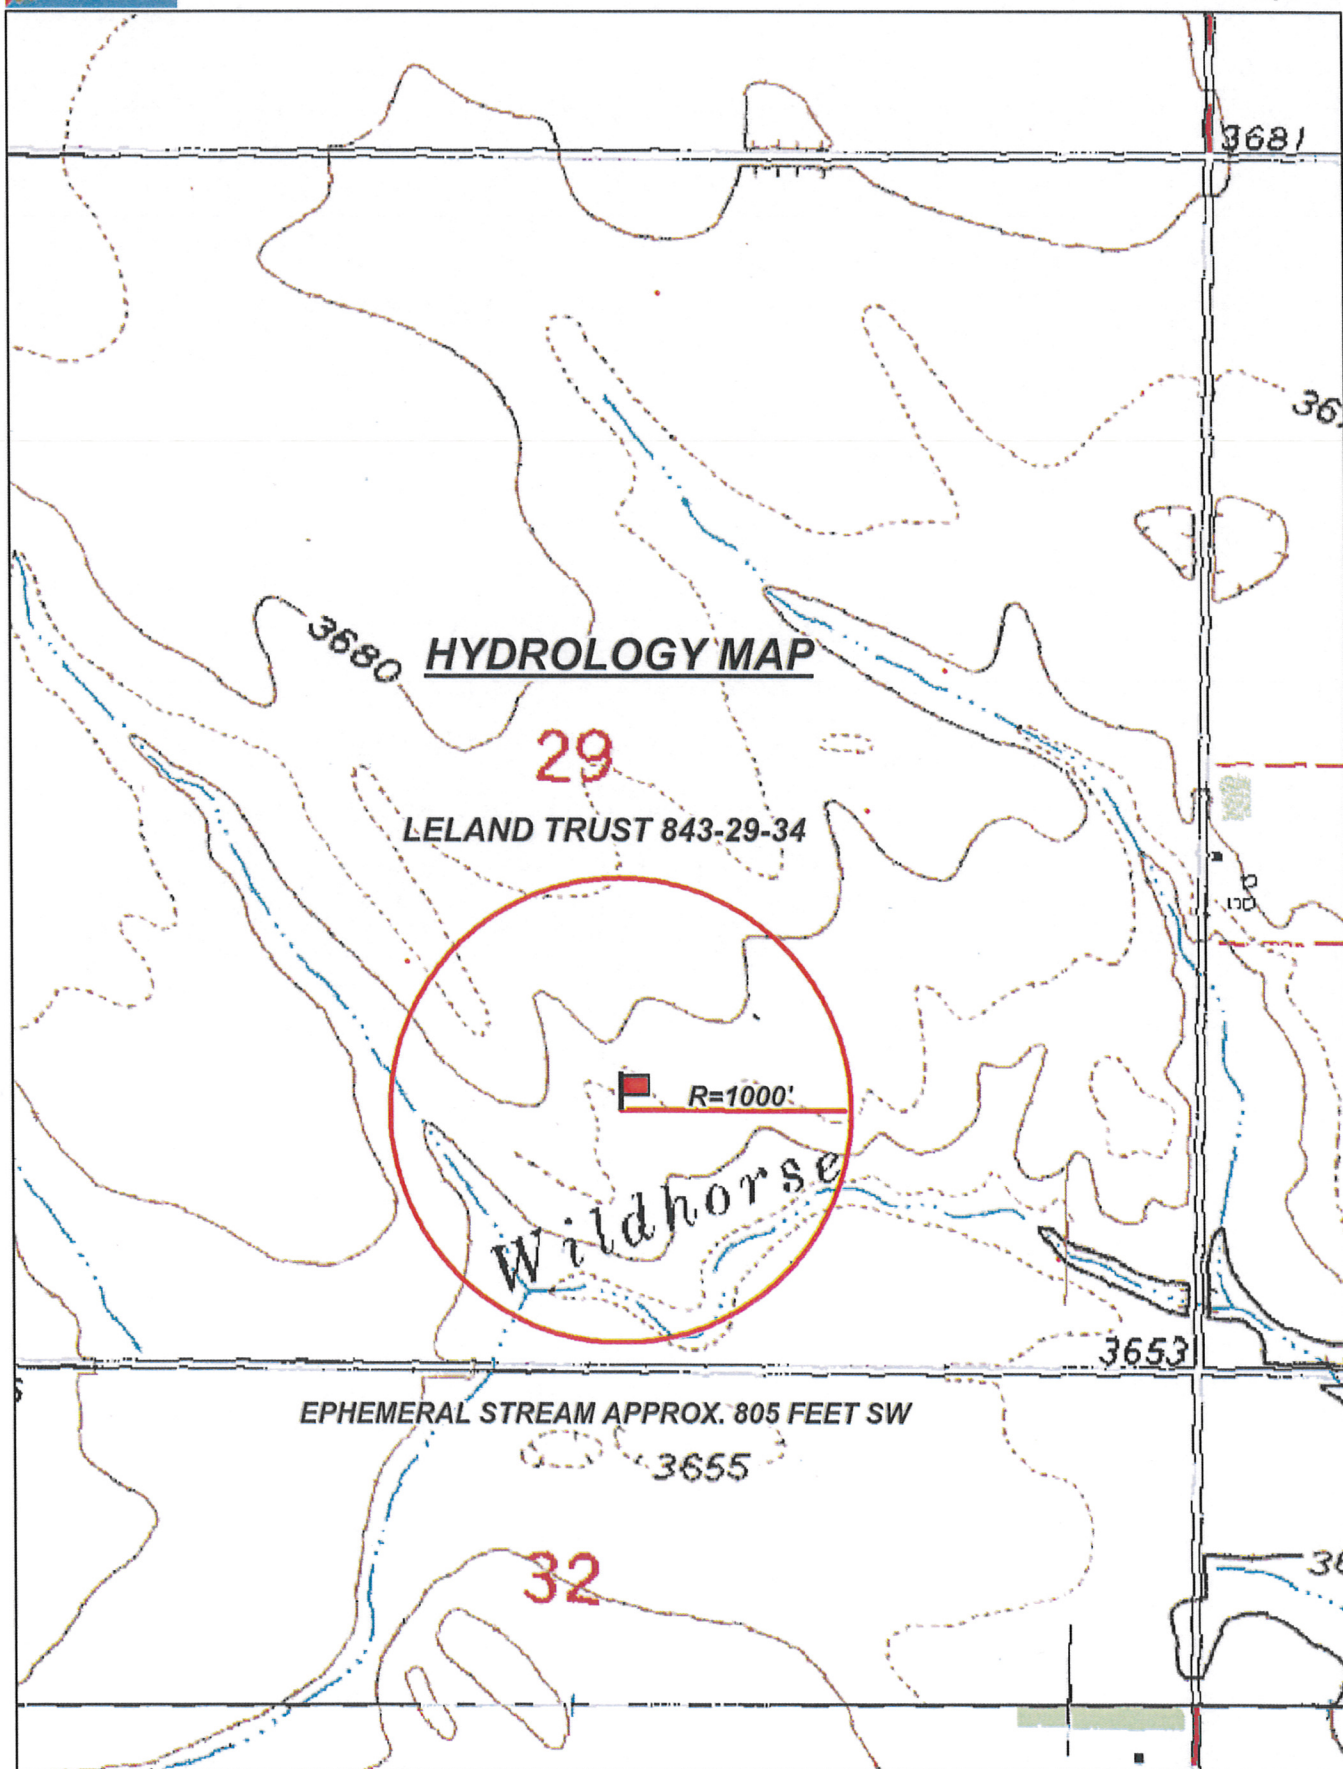 3681
3680
HYDROLOGY MAP
29
LELAND TRUST 843-29-34
R=1000'
Wildhorse
3653
EPHEMERAL STREAM APPROX. 805 FEET SW
3655
32